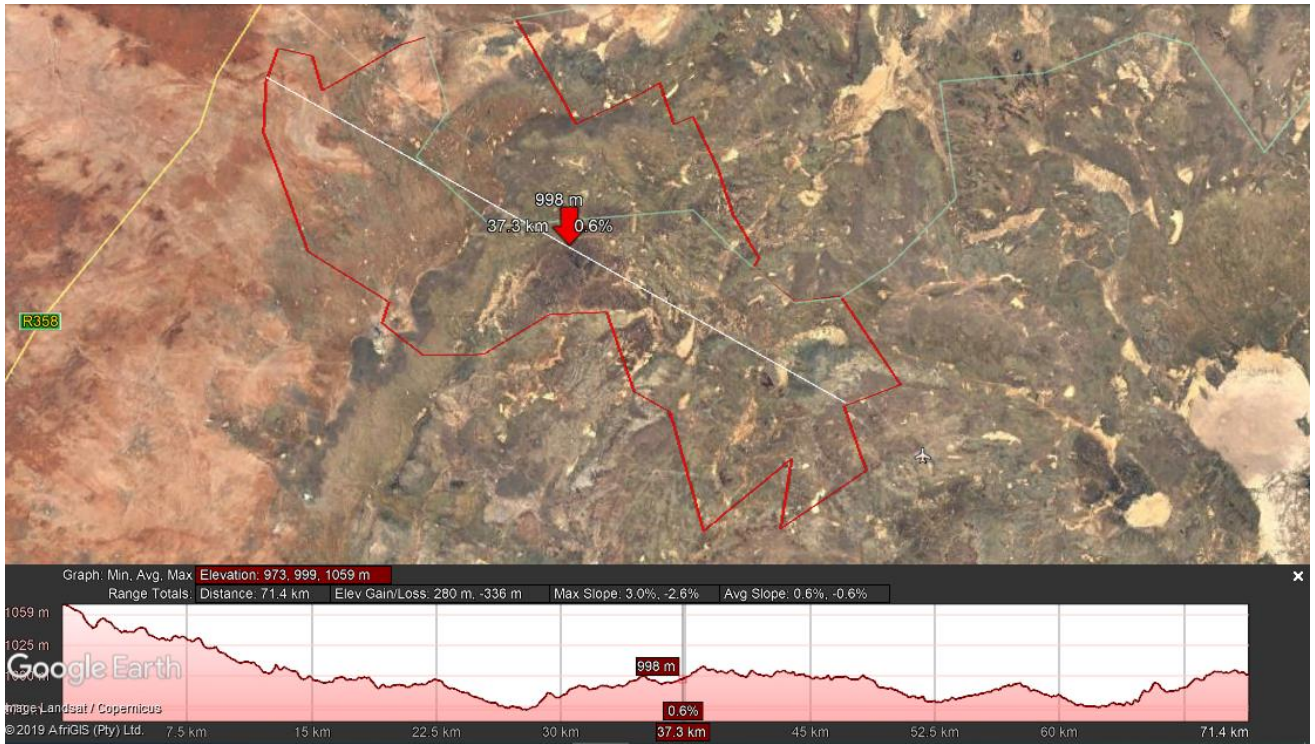 998 m
37.3 km 0.6%
R358
Graph: Min, Avg, Max Elevation: 973, 999, 1059 m
Range Totals: Distance: 71.4 km Elev Gain/Loss: 280 m, -336 m Max Slope: 3.0%, -2.6% Avg Slope: 0.6%, -0.6%
1059 m
1025 m
Google Earth
998 m
Image Landsat / Copernicus
0.6%
© 2019 AfriGIS (Pty) Ltd. 7.5 km 15 km 22.5 km 30 km 37.3 km 45 km 52.5 km 60 km 71.4 km